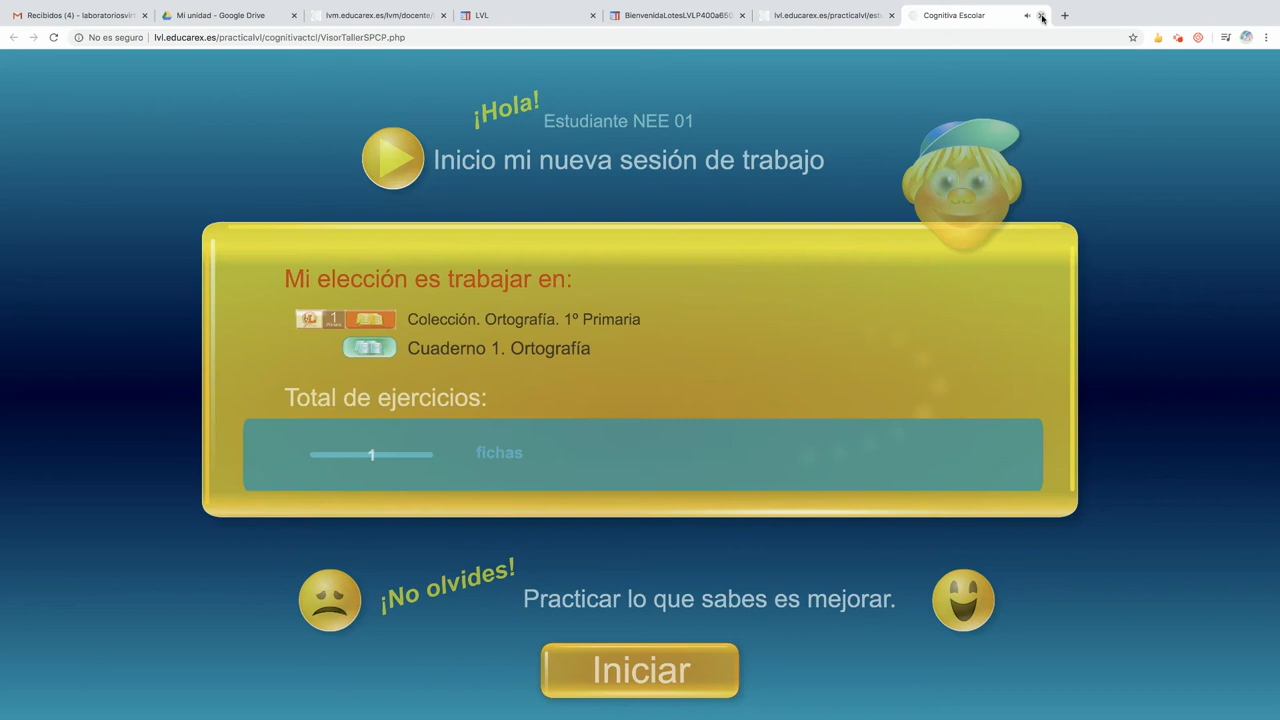 Recibidos (4) - laboratoriosvirt
Mi unidad - Google Drive
lvm.educarex.es/lvm/docente/
LVL
BienvenidaLotesLVLP400a650
lvl.educarex.es/practicalvl/est
Cognitiva Escolar
No es seguro
lvl.educarex.es/practicalvl/cognitivactcl/VisorTallerSPCP.php
¡Hola!
Estudiante NEE 01
Inicio mi nueva sesión de trabajo
Mi elección es trabajar en:
1
Colección. Ortografía. 1º Primaria
Cuaderno 1. Ortografía
Total de ejercicios:
1 fichas
¡No olvides!
Practicar lo que sabes es mejorar.
Iniciar